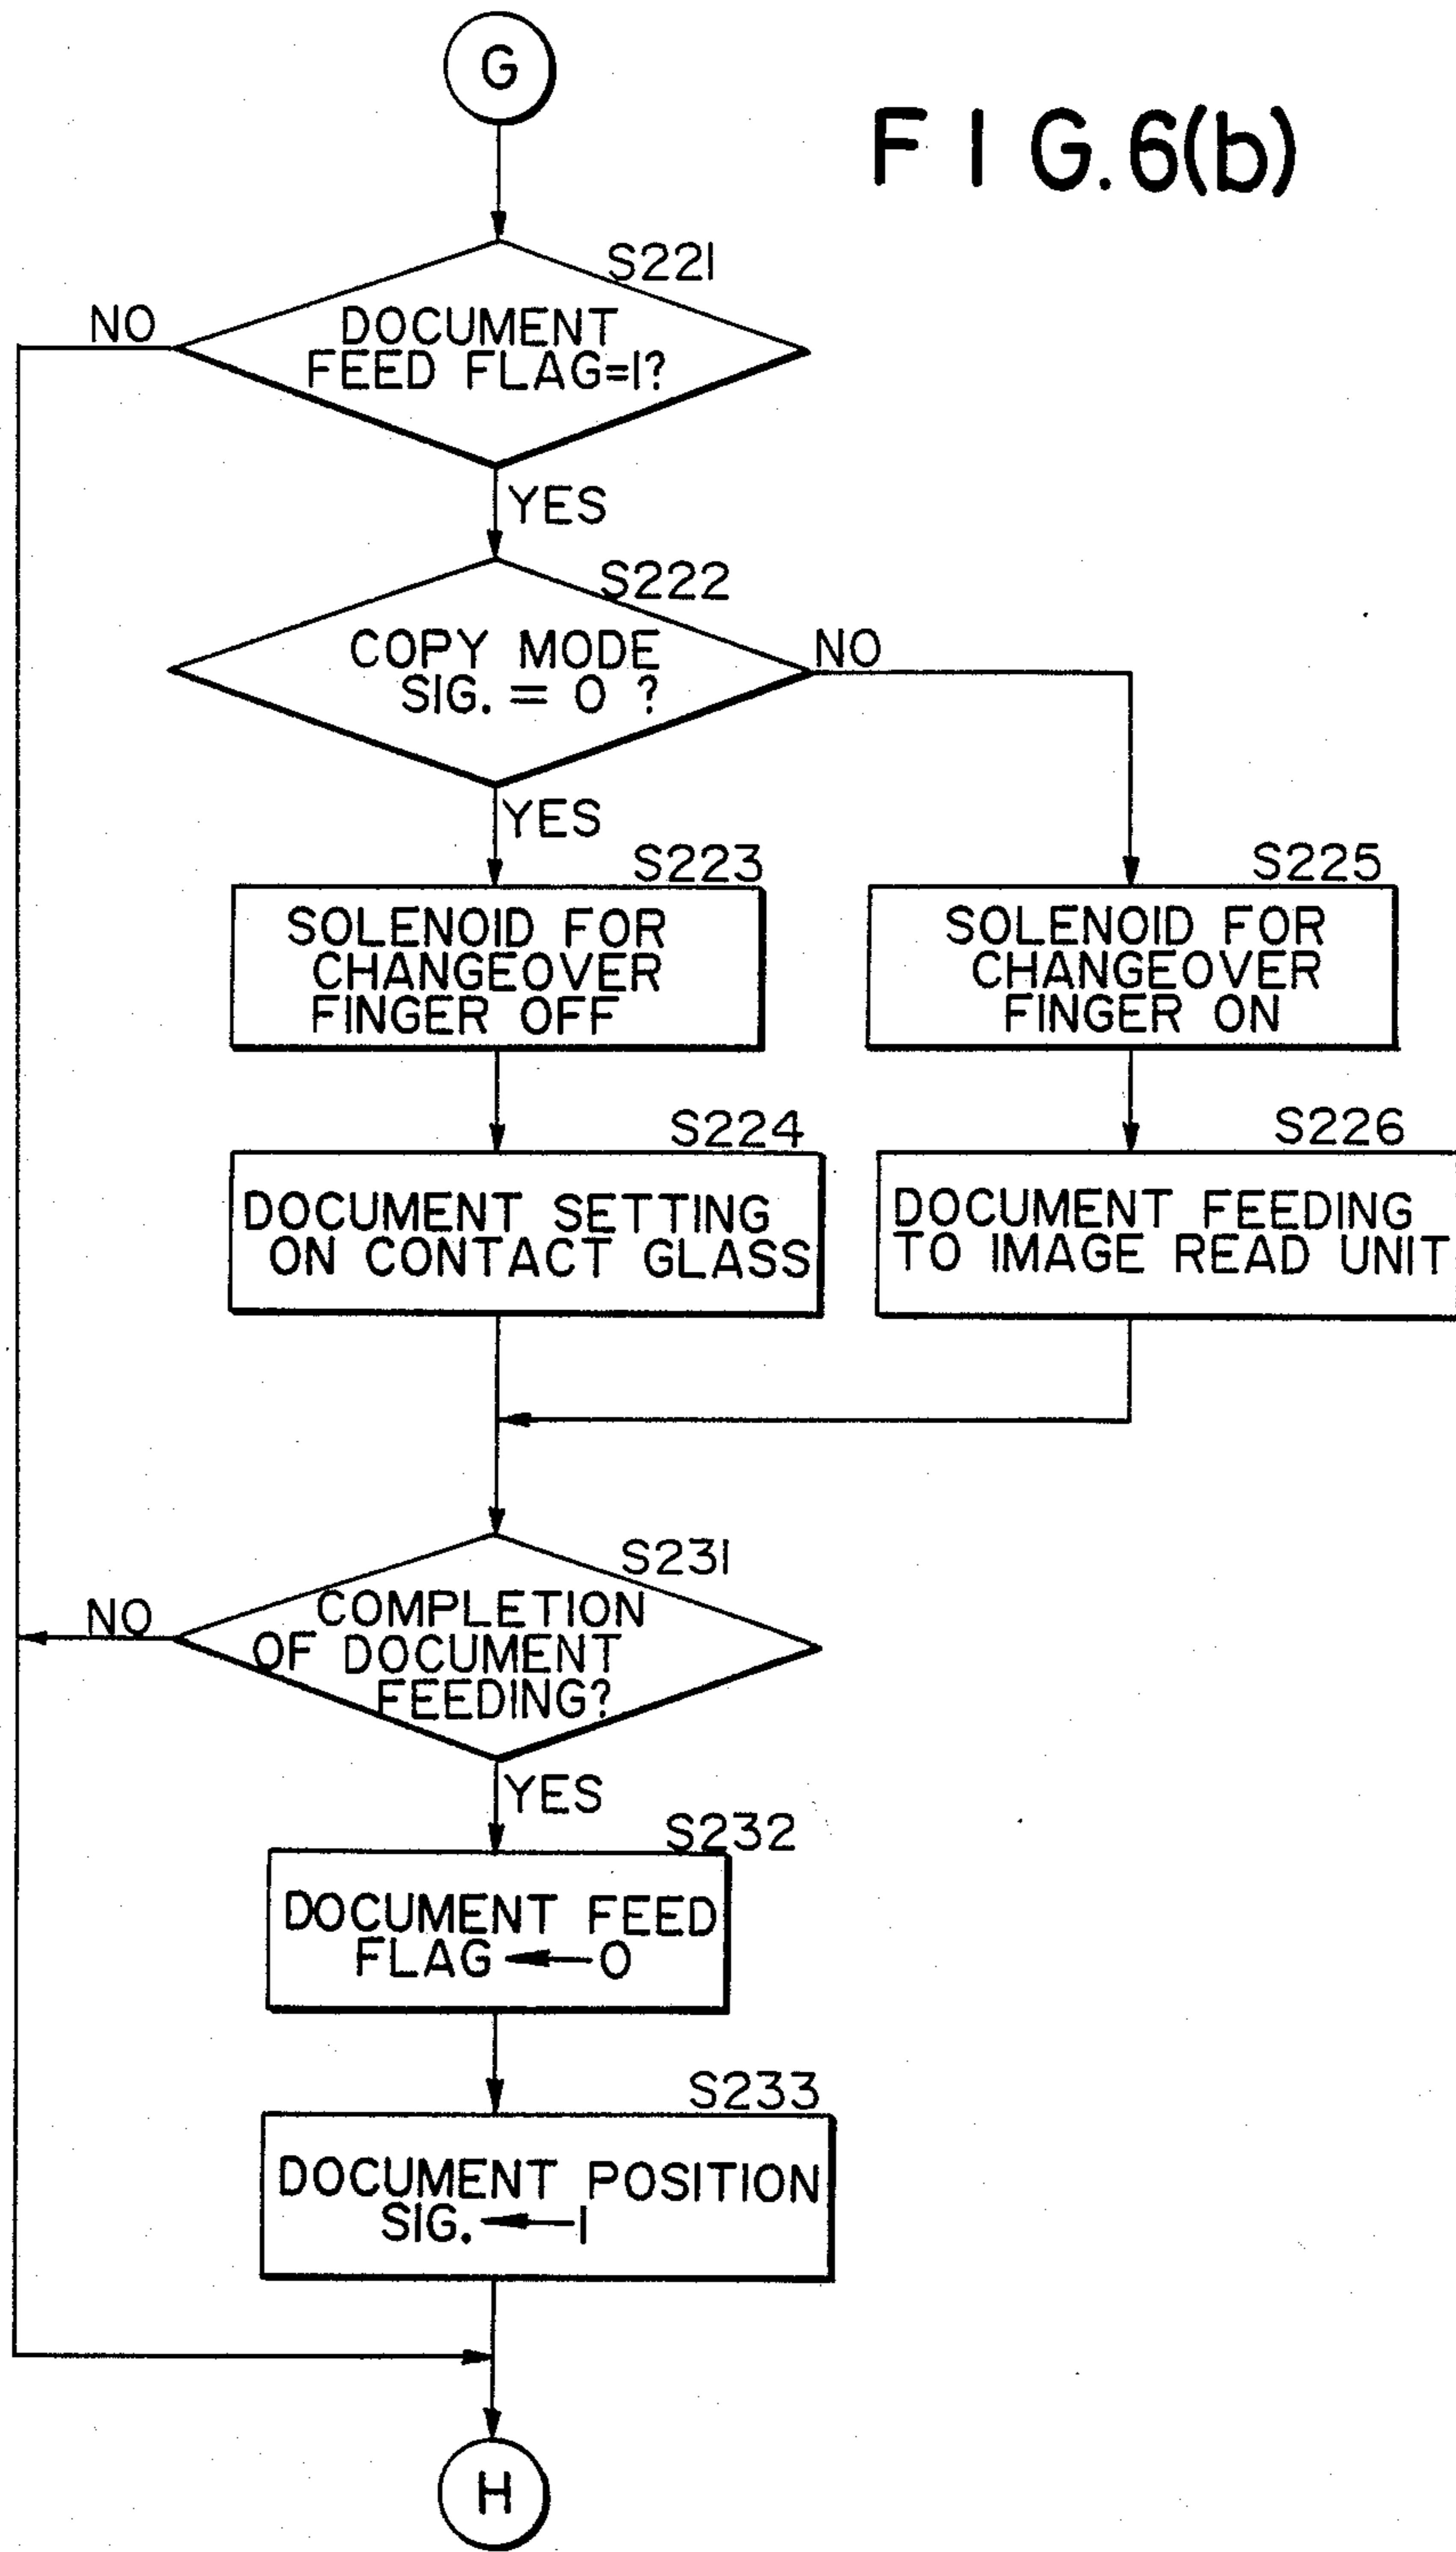 G
F I G.6(b)
S221
NO
DOCUMENT
FEED FLAG=1?
YES
S222
COPY MODE
SIG. = 0 ?
NO
YES
S223
SOLENOID FOR
CHANGEOVER
FINGER OFF
S225
SOLENOID FOR
CHANGEOVER
FINGER ON
S224
DOCUMENT SETTING
ON CONTACT GLASS
S226
DOCUMENT FEEDING
TO IMAGE READ UNIT
S231
NO
COMPLETION
OF DOCUMENT
FEEDING?
YES
S232
DOCUMENT FEED
FLAG ← 0
S233
DOCUMENT POSITION
SIG. ← 1
H